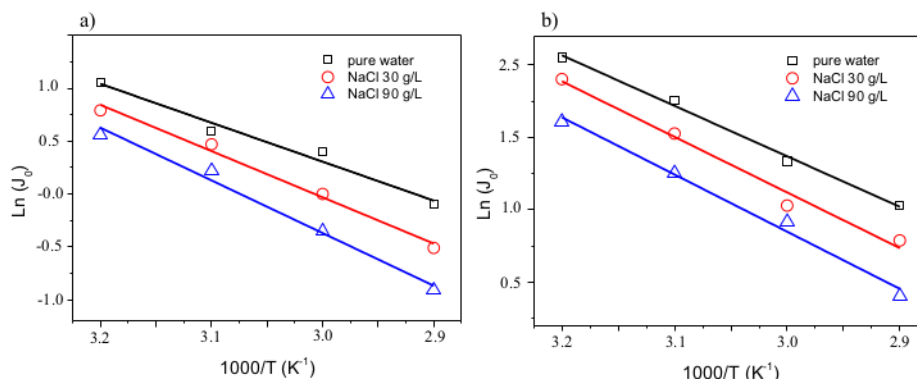 a)
Ln (J0)
1.0
0.5
-0.0
-0.5
-1.0
pure water
NaCl 30 g/L
NaCl 90 g/L
3.2 3.1 3.0 2.9
1000/T (K-1)
b)
Ln (J0)
2.5
1.5
1.0
0.5
pure water
NaCl 30 g/L
NaCl 90 g/L
3.2 3.1 3.0 2.9
1000/T (K-1)